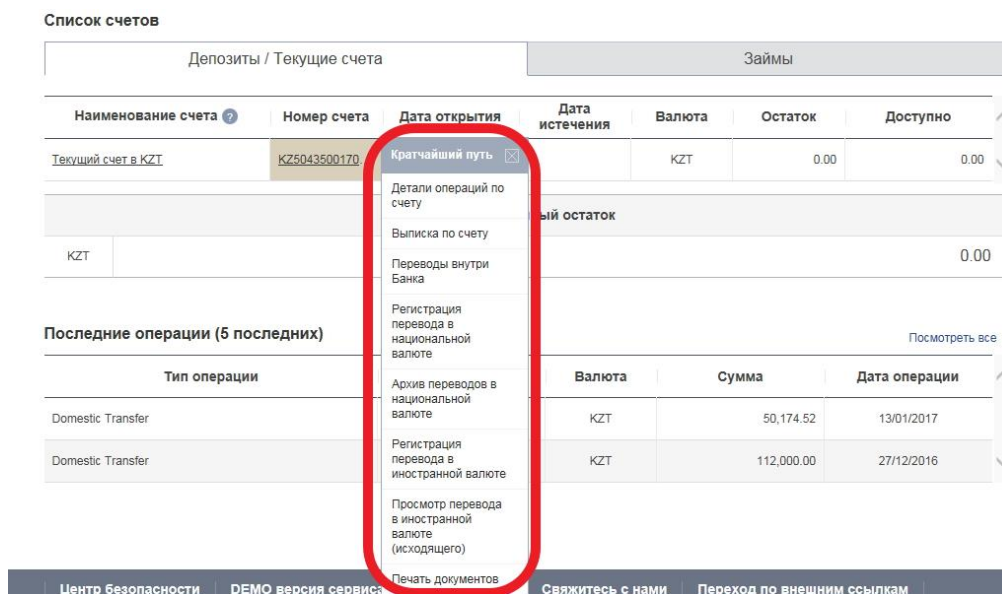 Список счетов
Депозиты / Текущие счета Займы
Наименование счета ? Номер счета Дата открытия Дата истечения Валюта Остаток Доступно
Текущий счет в KZT KZ5043500170. KZT 0.00 0.00
Кратчайший путь
Детали операций по
счету
Выписка по счету
Переводы внутри
Банка
Регистрация
перевода в
национальной
валюте
Архив переводов в
национальной
валюте
Регистрация
перевода в
иностранной валюте
Просмотр перевода
в иностранной
валюте
(исходящего)
Печать документов
остаток
KZT 0.00
Последние операции (5 последних) Посмотреть все
Тип операции Валюта Сумма Дата операции
Domestic Transfer KZT 50,174.52 13/01/2017
Domestic Transfer KZT 112,000.00 27/12/2016
Центр безопасности DEMO версия сервиса Свяжитесь с нами Переход по внешним ссылкам